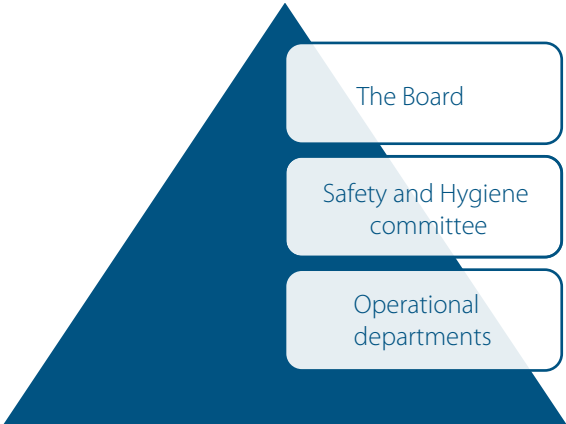 The Board
Safety and Hygiene
committee
Operational
departments